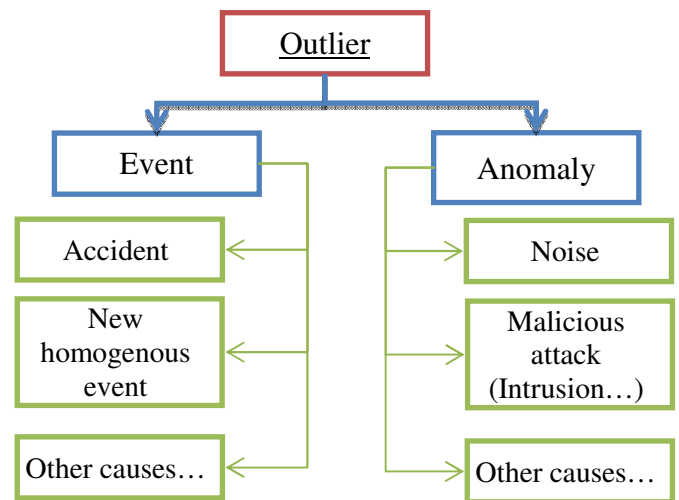 Outlier
Event
Anomaly
Accident
Noise
New
homogenous
event
Malicious
attack
(Intrusion…)
Other causes…
Other causes…